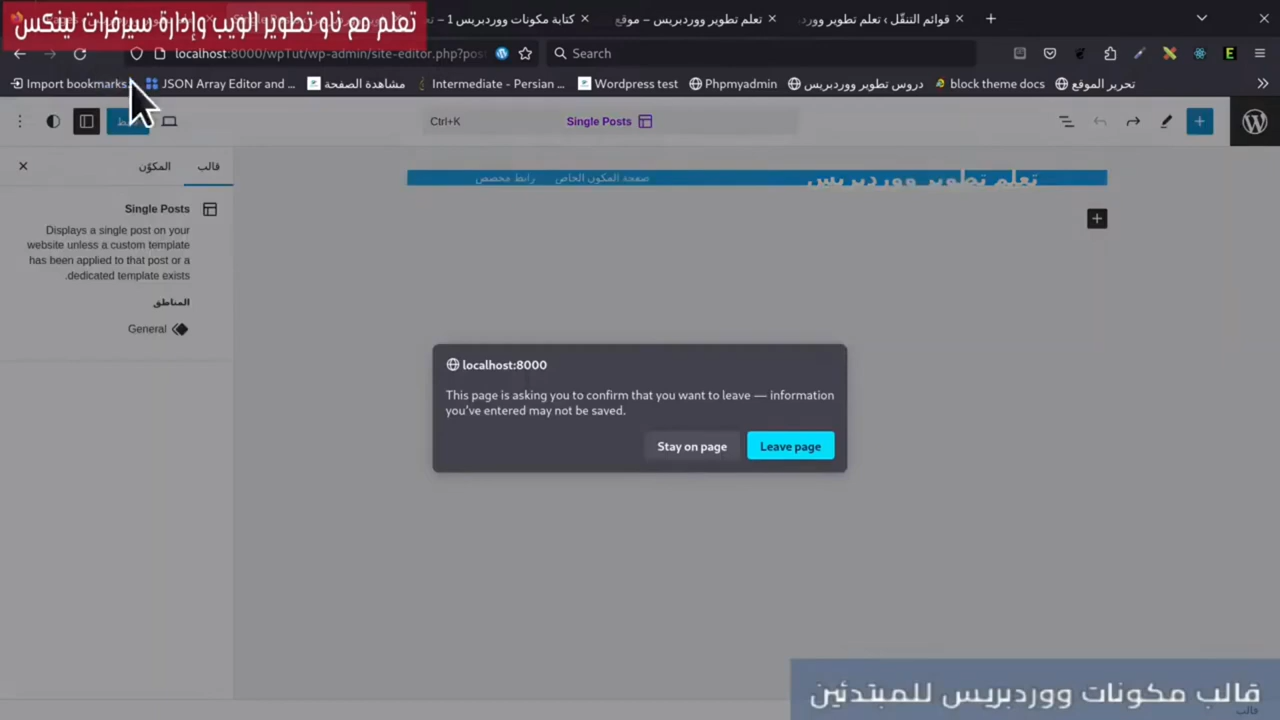 تعلم مع ناو تطوير الويب وإدارة سيرفرات لينكس
كتابة مكونات ووردبريس 1 – ت
تعلم تطوير ووردبريس – موقع
قوائم التنقّل › تعلم تطوير وورد
localhost:8000/wpTut/wp-admin/site-editor.php?post
Search
Import bookmarks...
JSON Array Editor and ...
مشاهدة الصفحة
Intermediate - Persian ...
Wordpress test
Phpmyadmin
دروس تطوير ووردبريس
block theme docs
تحرير الموقع
Ctrl+K
Single Posts
قالب
المكوّن
تعلم تطوير ووردبريس
صفحة المكون الخاص
رابط مخصص
Single Posts
Displays a single post on your
website unless a custom template
has been applied to that post or a
.dedicated template exists
المناطق
General
localhost:8000
This page is asking you to confirm that you want to leave — information
you've entered may not be saved.
Stay on page
Leave page
قالب مكونات ووردبريس للمبتدئين
قالب